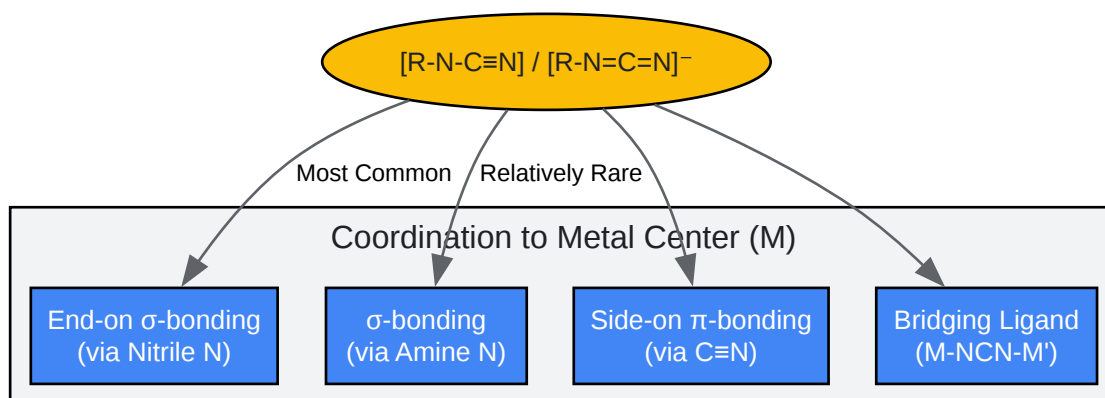 [R-N-C≡N] / [R-N=C=N]⁻
Most Common
Relatively Rare
Coordination to Metal Center (M)
End-on σ-bonding
(via Nitrile N)
σ-bonding
(via Amine N)
Side-on π-bonding
(via C≡N)
Bridging Ligand
(M-NCN-M')